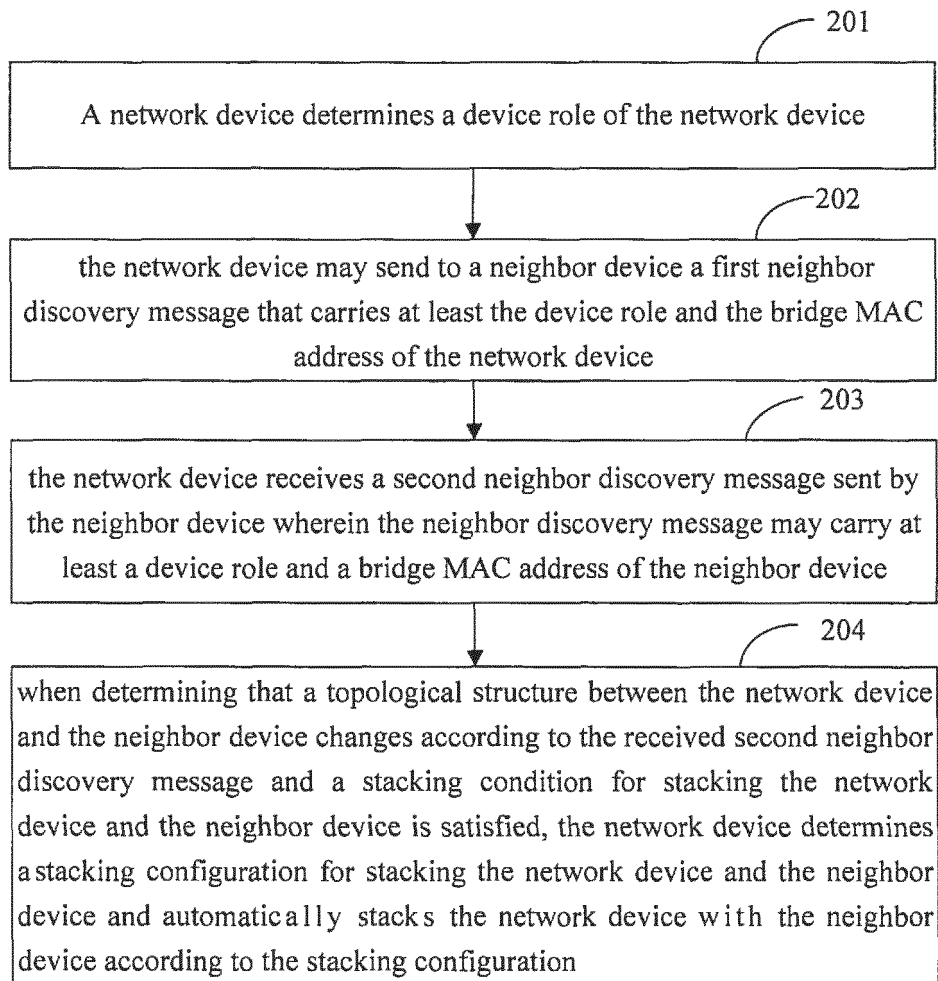 201
A network device determines a device role of the network device
202
the network device may send to a neighbor device a first neighbor
discovery message that carries at least the device role and the bridge MAC
address of the network device
203
the network device receives a second neighbor discovery message sent by
the neighbor device wherein the neighbor discovery message may carry at
least a device role and a bridge MAC address of the neighbor device
204
when determining that a topological structure between the network device
and the neighbor device changes according to the received second neighbor
discovery message and a stacking condition for stacking the network
device and the neighbor device is satisfied, the network device determines
a stacking configuration for stacking the network device and the neighbor
device and automatically stacks the network device with the neighbor
device according to the stacking configuration